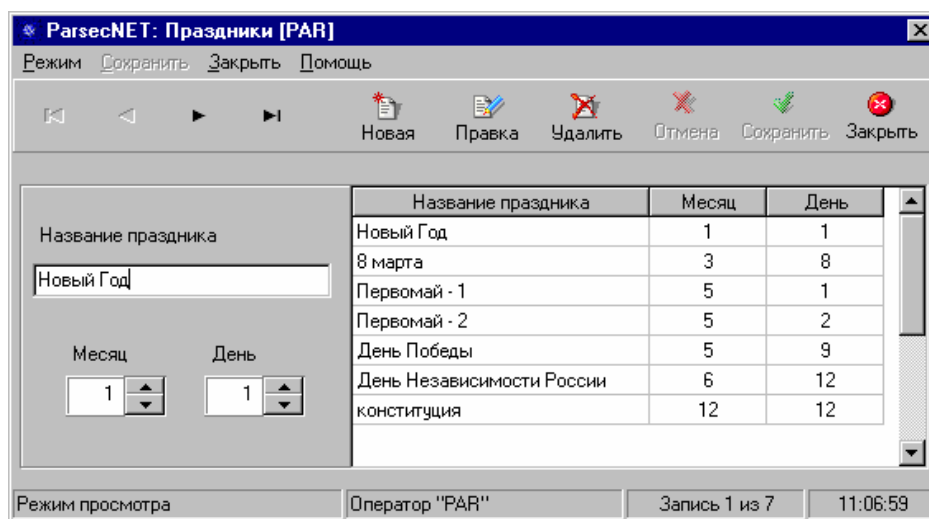 ParsecNET: Праздники [PAR]
Режим Сохранить Закрыть Помощь
Новая Правка Удалить Отмена Сохранить Закрыть
Название праздника
Новый Год
Месяц День
1 1
Название праздника Месяц День
Новый Год 1 1
8 марта 3 8
Первомай - 1 5 1
Первомай - 2 5 2
День Победы 5 9
День Независимости России 6 12
конституция 12 12
Режим просмотра Оператор "PAR" Запись 1 из 7 11:06:59